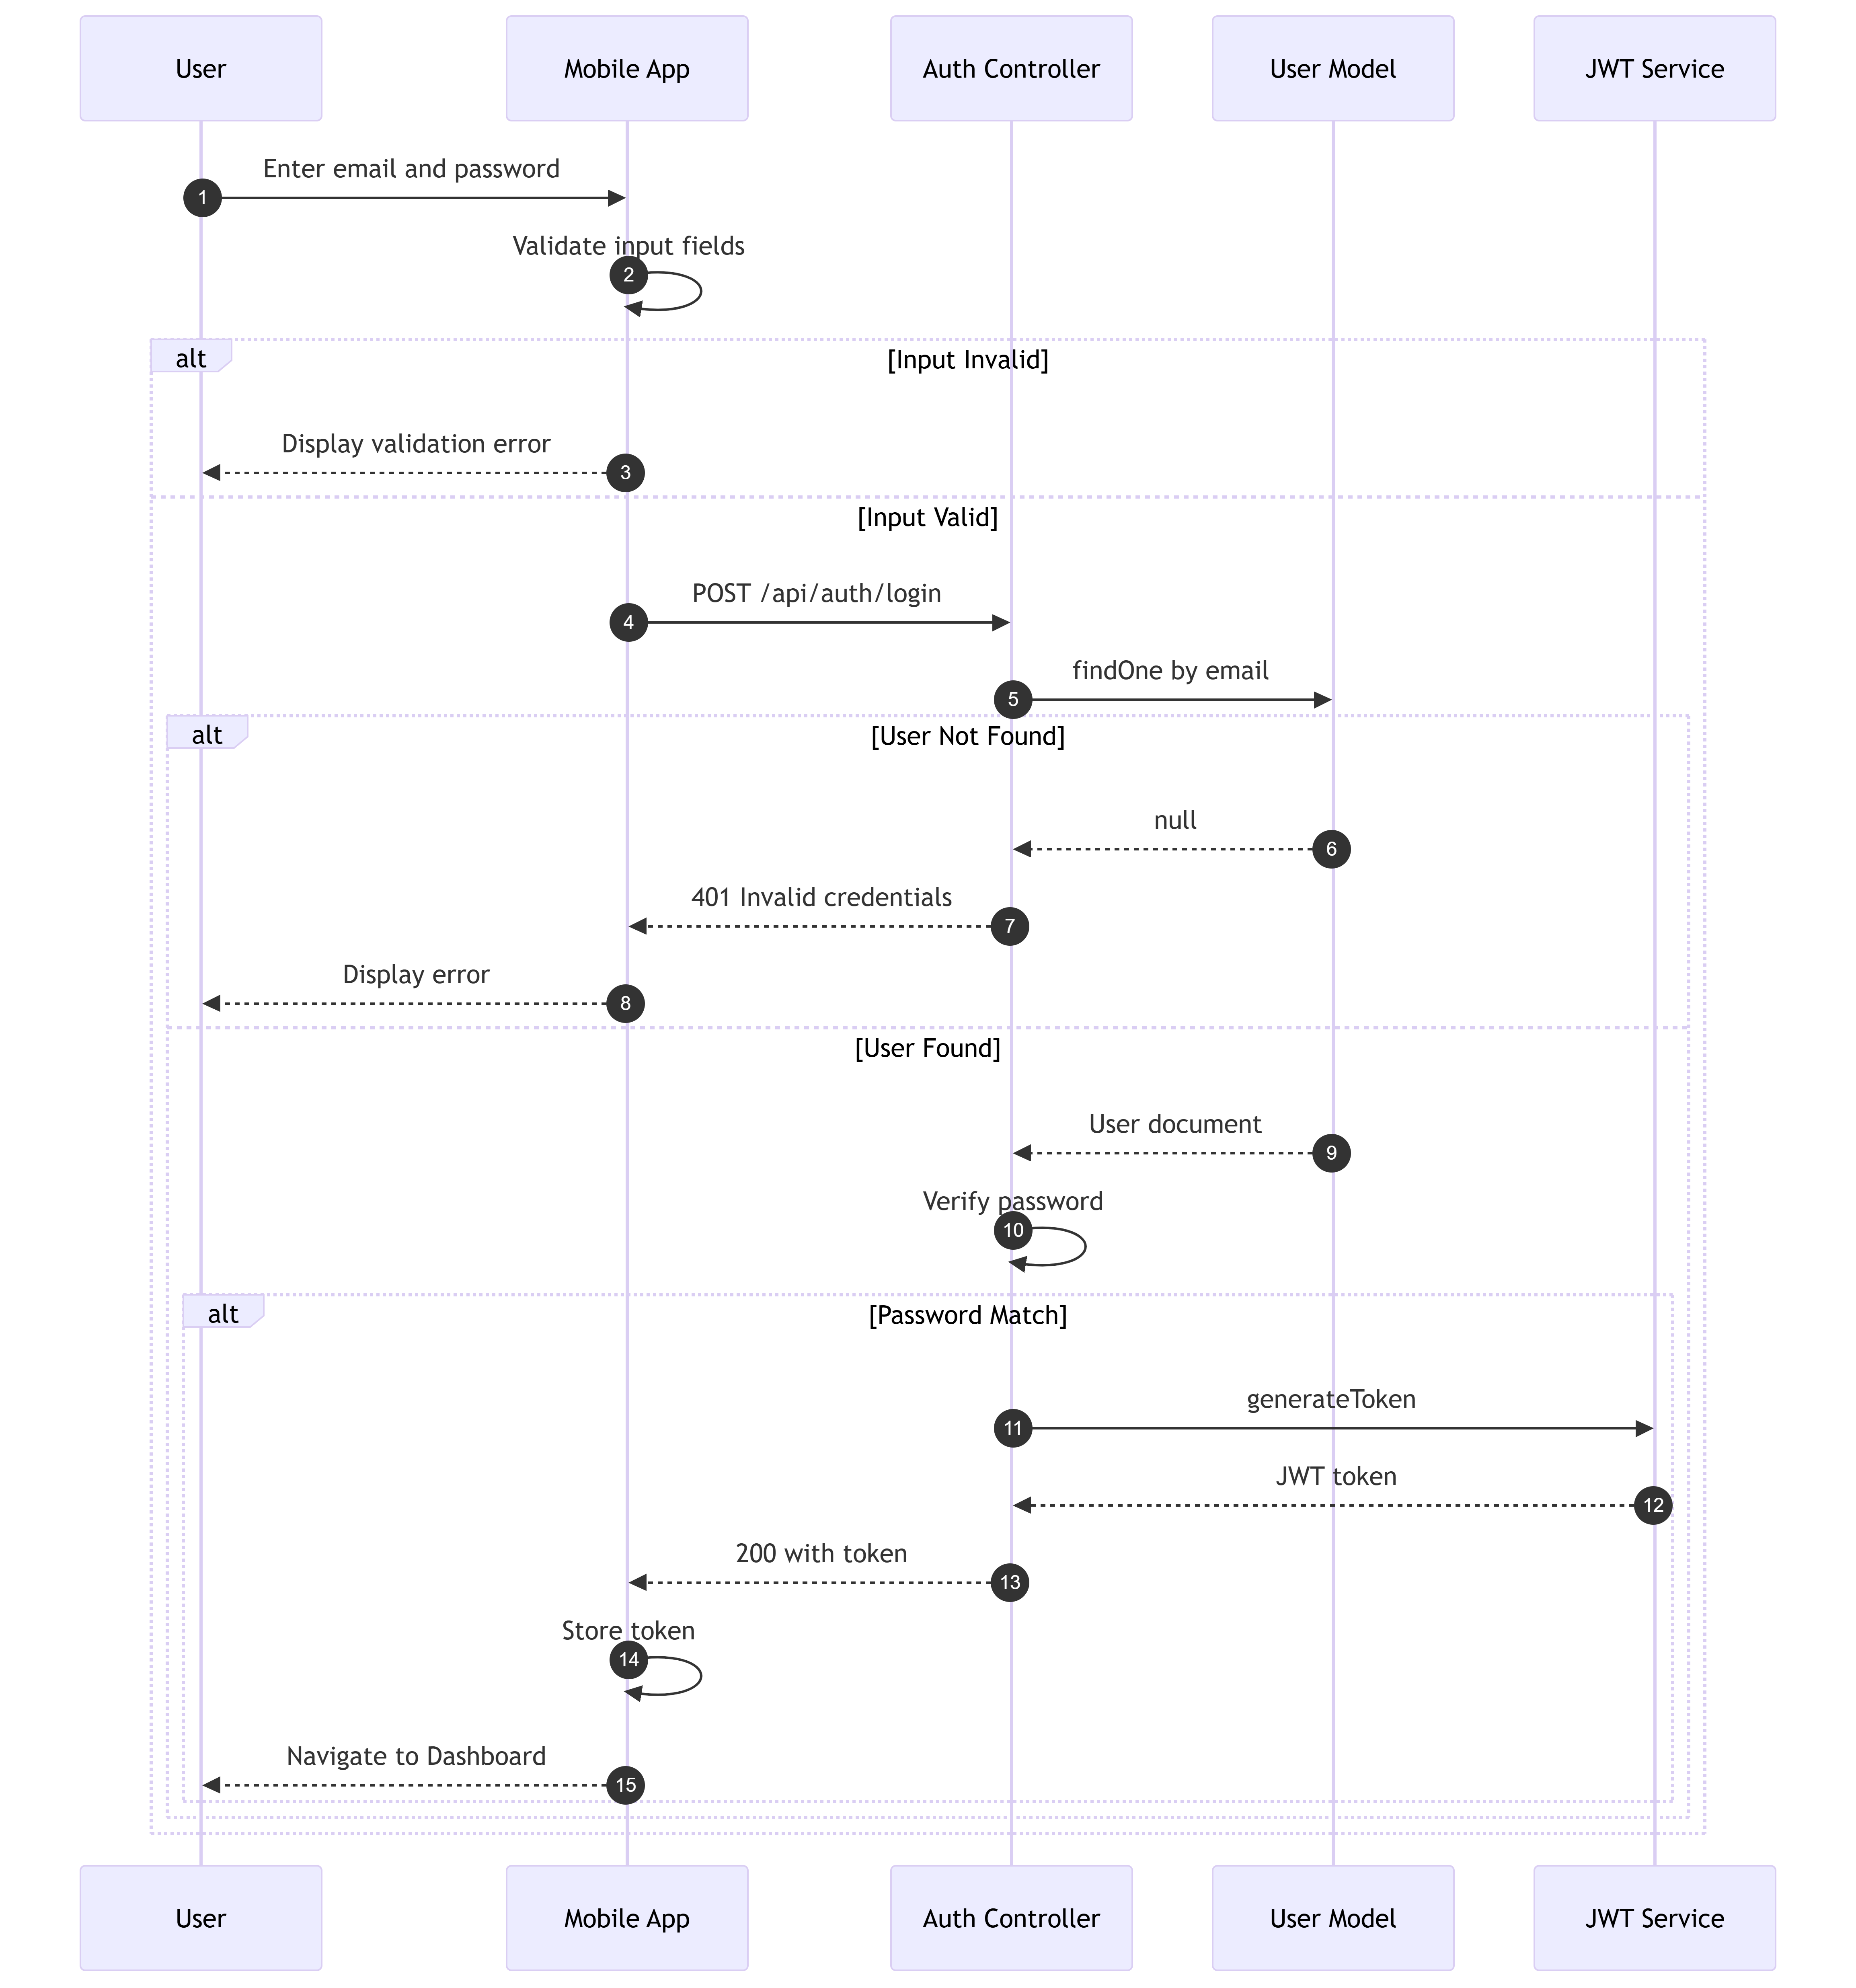 User
Mobile App
Auth Controller
User Model
JWT Service
Enter email and password
1
Validate input fields
2
alt
[Input Invalid]
Display validation error
3
[Input Valid]
POST /api/auth/login
4
findOne by email
5
alt
[User Not Found]
null
6
401 Invalid credentials
7
Display error
8
[User Found]
User document
9
Verify password
10
alt
[Password Match]
generateToken
11
JWT token
12
200 with token
13
Store token
14
Navigate to Dashboard
15
User
Mobile App
Auth Controller
User Model
JWT Service